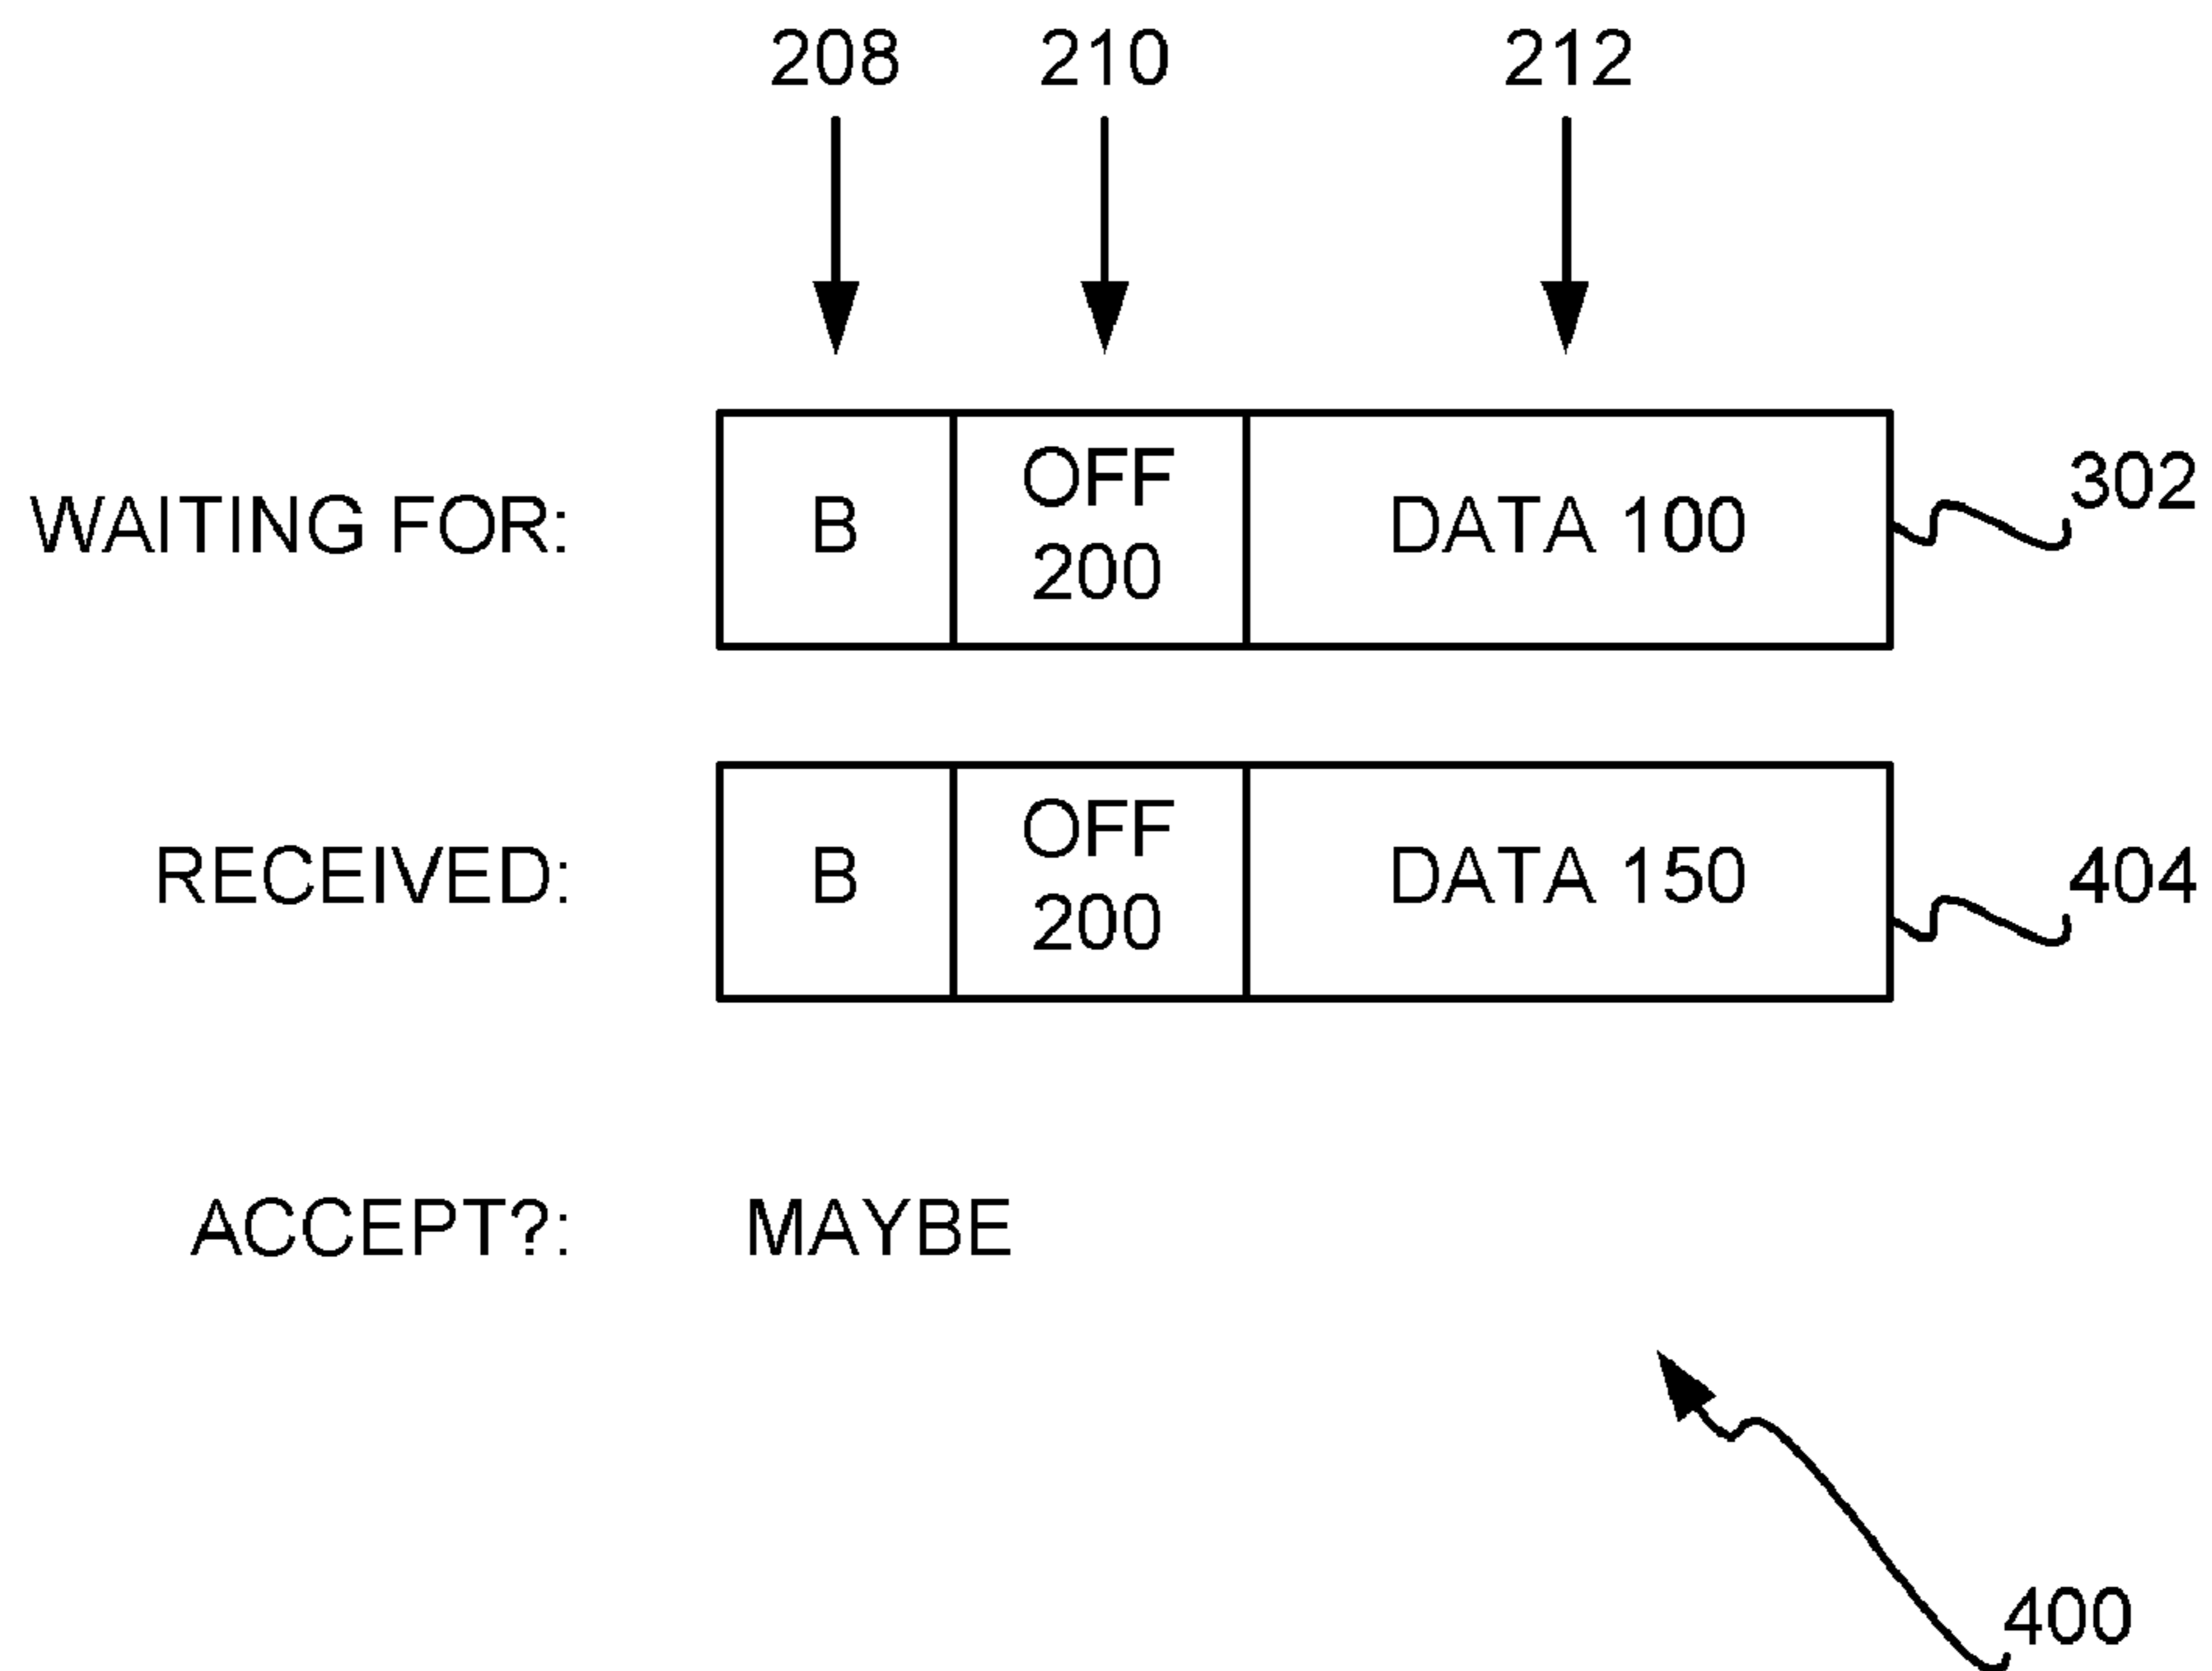 208 210 212
WAITING FOR: B OFF 200 DATA 100 302
RECEIVED: B OFF 200 DATA 150 404
ACCEPT?: MAYBE
400